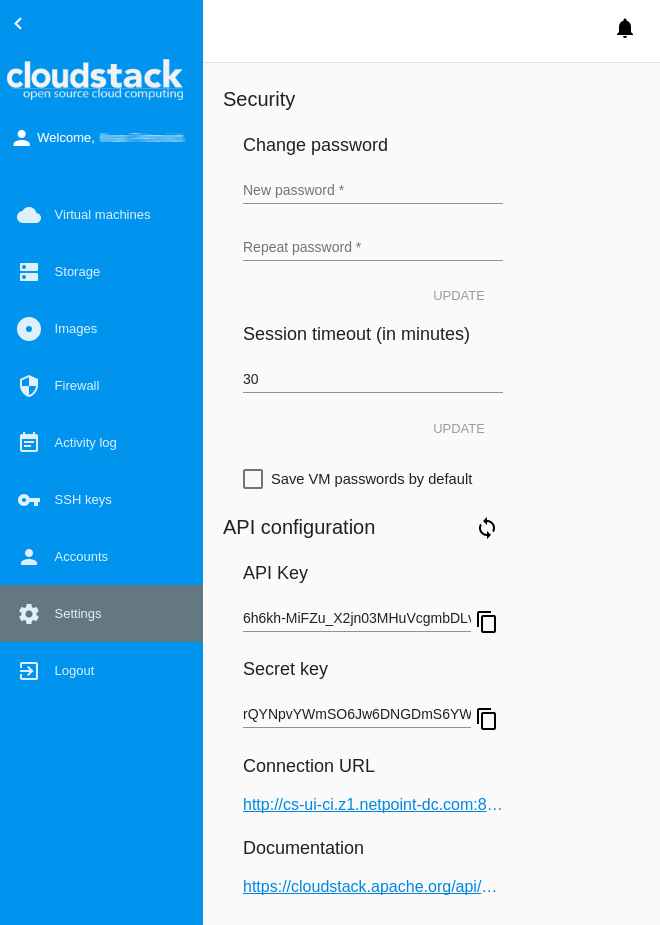 cloudstack
open source cloud computing
Welcome,
Virtual machines
Storage
Images
Firewall
Activity log
SSH keys
Accounts
Settings
Logout
Security
Change password
New password *
Repeat password *
UPDATE
Session timeout (in minutes)
30
UPDATE
Save VM passwords by default
API configuration
API Key
6h6kh-MiFZu_X2jn03MHuVcgmbDLv
Secret key
rQYNpvYWmSO6Jw6DNGDmS6YW
Connection URL
http://cs-ui-ci.z1.netpoint-dc.com:8…
Documentation
https://cloudstack.apache.org/api/…